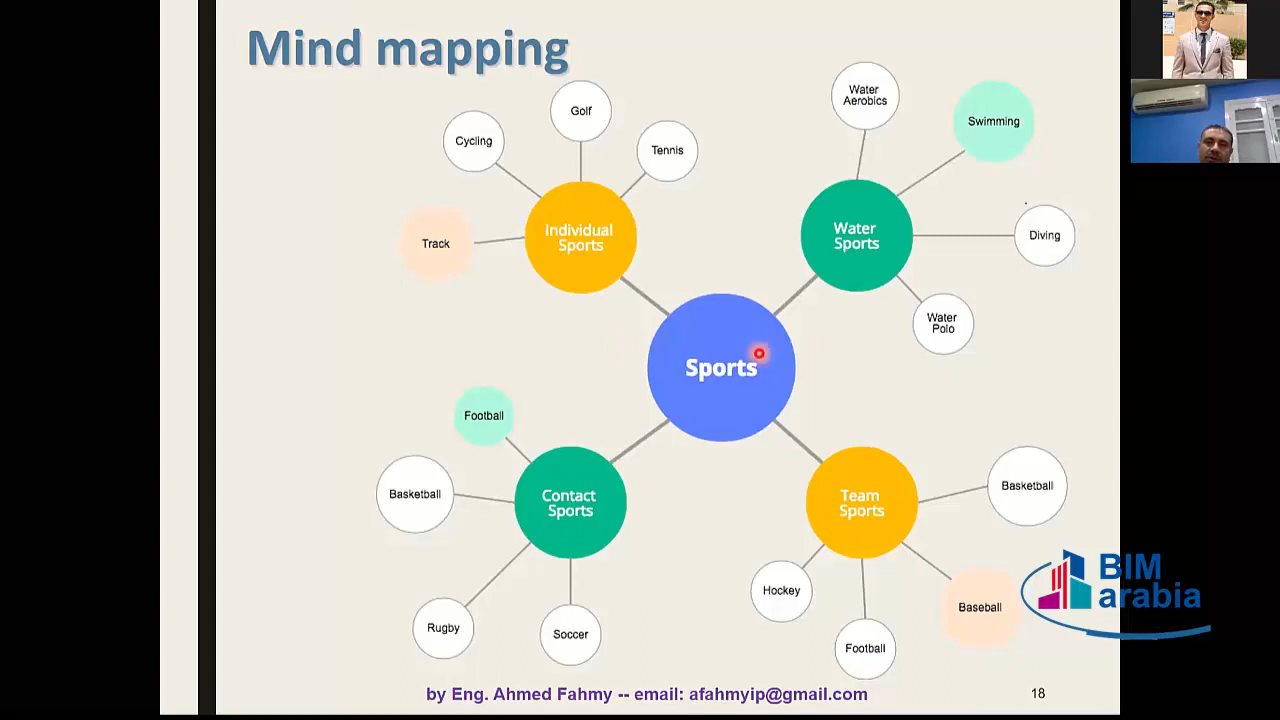 Mind mapping
Golf
Cycling
Tennis
Track
Individual
Sports
Water
Aerobics
Swimming
Water
Sports
Diving
Water
Polo
Sports
Football
Basketball
Contact
Sports
Rugby
Soccer
Team
Sports
Basketball
Hockey
Baseball
Football
BIM
arabia
by Eng. Ahmed Fahmy -- email: afahmyip@gmail.com
18